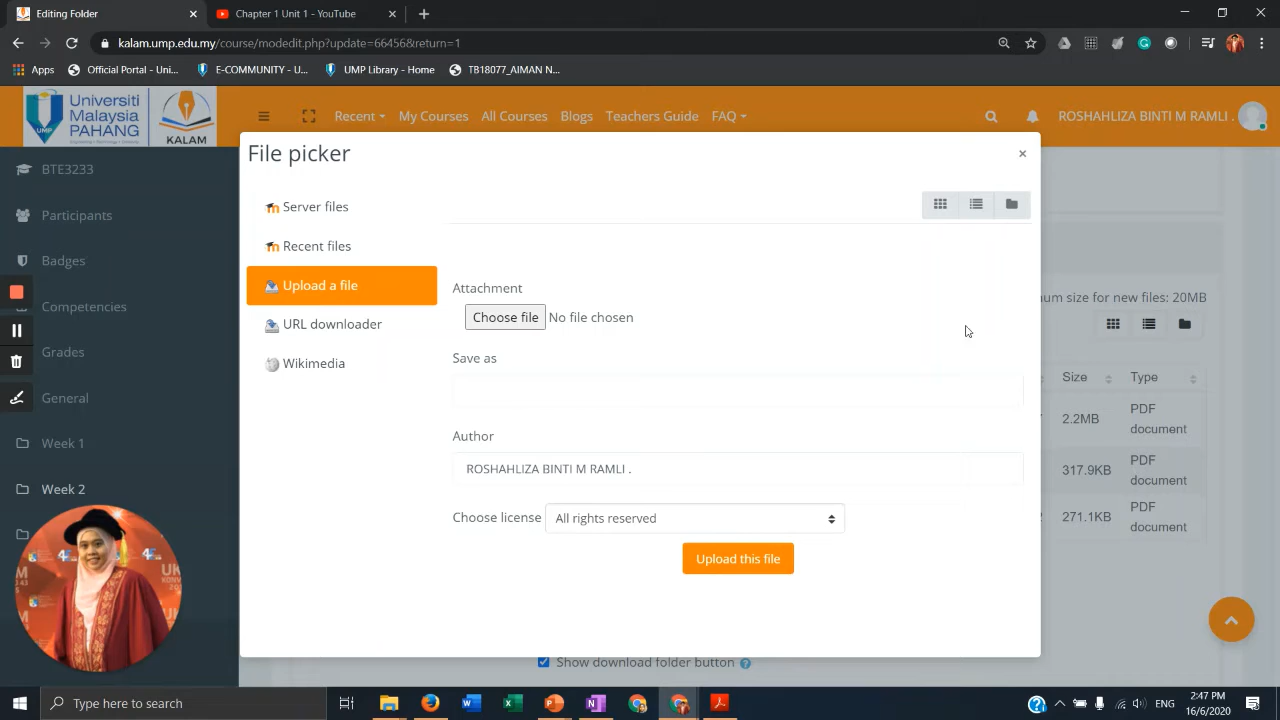 Editing Folder
Chapter 1 Unit 1 - YouTube
kalam.ump.edu.my/course/modedit.php?update=66456&return=1
Apps
Official Portal - Uni...
E-COMMUNITY - U...
UMP Library - Home
TB18077_AIMAN N...
Universiti
Malaysia
PAHANG
UMP
KALAM
Recent
My Courses
All Courses
Blogs
Teachers Guide
FAQ
ROSHAHLIZA BINTI M RAMLI .
BTE3233
Participants
Badges
Competencies
Grades
General
Week 1
Week 2
File picker
×
Server files
Recent files
Upload a file
URL downloader
Wikimedia
Attachment
Choose file No file chosen
Save as
Author
ROSHAHLIZA BINTI M RAMLI .
Choose license All rights reserved
Upload this file
um size for new files: 20MB
Size Type
2.2MB PDF
document
317.9KB PDF
document
271.1KB PDF
document
Show download folder button
Type here to search
ENG
2:47 PM
16/6/2020